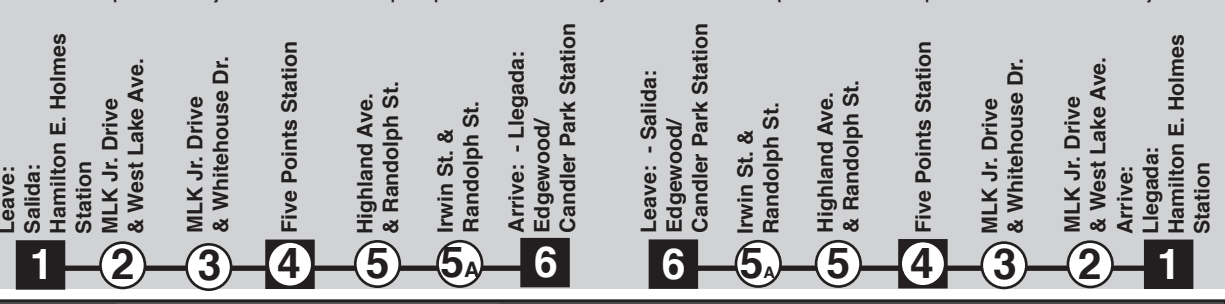 Leave:
Salida:
Hamilton E. Holmes
Station
MLK Jr. Drive
& West Lake Ave.
MLK Jr. Drive
& Whitehouse Dr.
Five Points Station
Highland Ave.
& Randolph St.
Irwin St. &
Randolph St.
Arrive: - Llegada:
Edgewood/
Candler Park Station
1 2 3 4 5 5A 6
Leave: - Salida:
Edgewood/
Candler Park Station
Irwin St. &
Randolph St.
Highland Ave.
& Randolph St.
Five Points Station
MLK Jr. Drive
& Whitehouse Dr.
MLK Jr. Drive
& West Lake Ave.
Arrive:
Llegada:
Hamilton E. Holmes
Station
6 5A 5 4 3 2 1